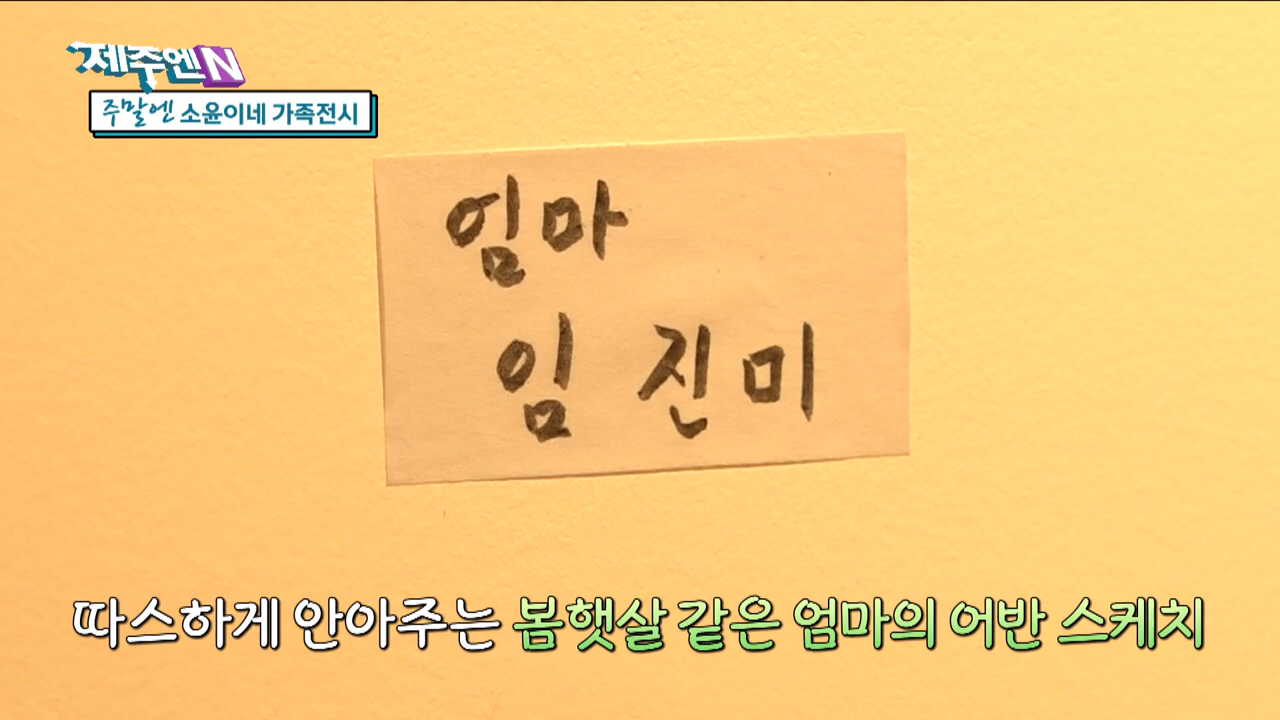 제주엔N
주말엔 소윤이네 가족전시
엄마
임 진미
따스하게 안아주는 봄햇살 같은 엄마의 어반 스케치